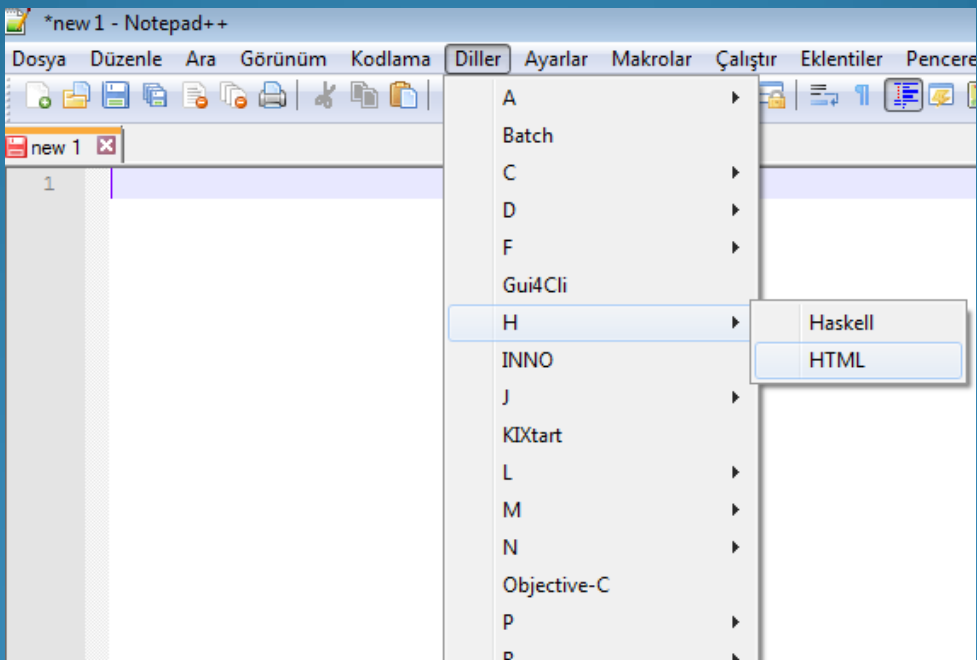 *new 1 - Notepad++
Dosya Düzenle Ara Görünüm Kodlama Diller Ayarlar Makrolar Çalıştır Eklentiler Pencere
new 1
1
A
Batch
C
D
F
Gui4Cli
H
Haskell
HTML
INNO
J
KIXtart
L
M
N
Objective-C
P